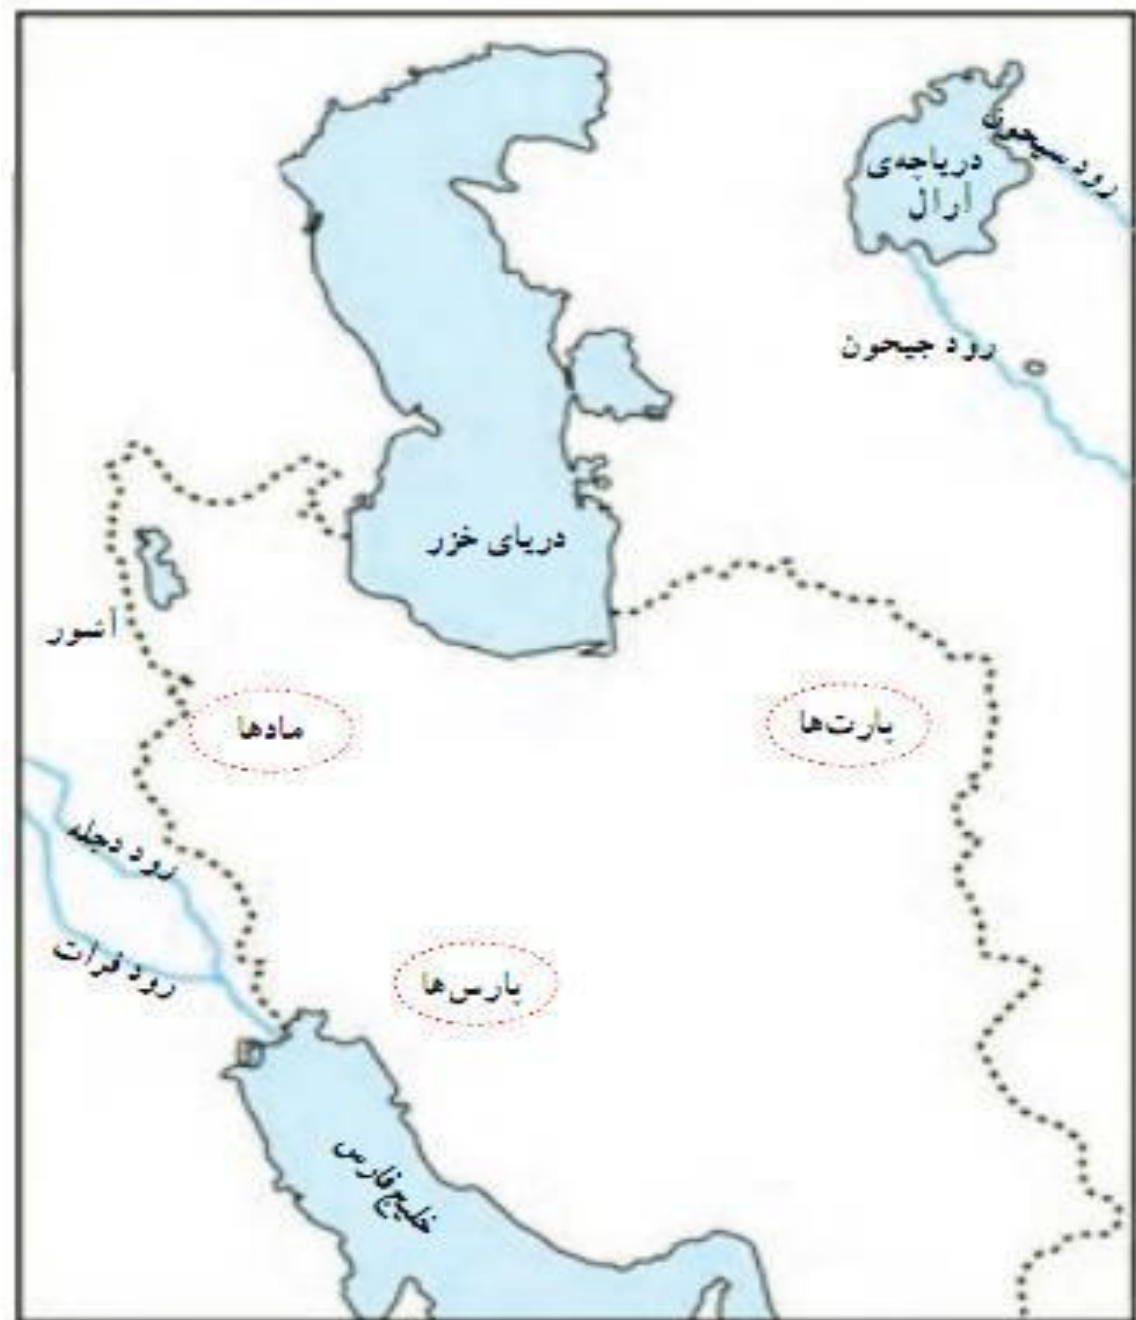 دریاچه‌ی
آرال
رود سیحون
رود جیحون
دریای خزر
آشور
مادها
پارت‌ها
رود دجله
رود فرات
پارس‌ها
خلیج فارس